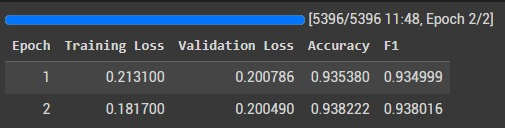 [5396/5396 11:48, Epoch 2/2]
Epoch Training Loss Validation Loss Accuracy F1
1 0.213100 0.200786 0.935380 0.934999
2 0.181700 0.200490 0.938222 0.938016